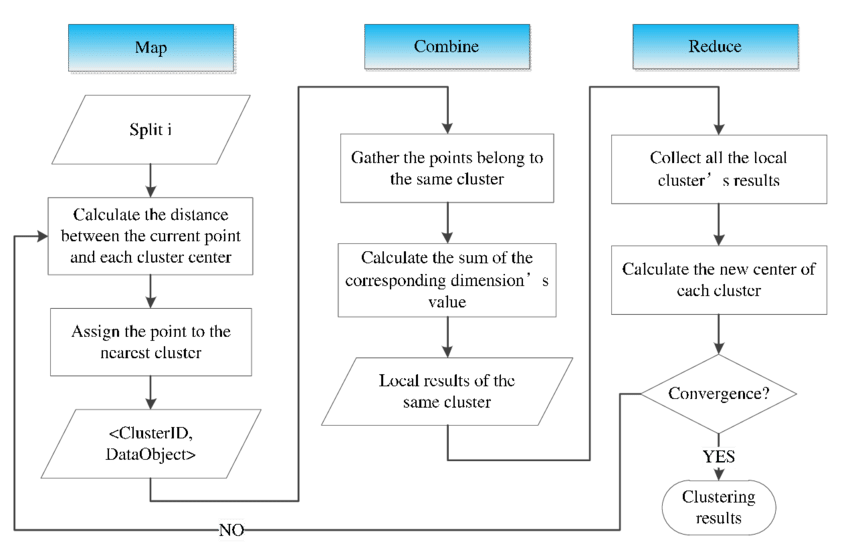 Map
Split i
Calculate the distance
between the current point
and each cluster center
Assign the point to the
nearest cluster
<ClusterID,
DataObject>
Combine
Gather the points belong to
the same cluster
Calculate the sum of the
corresponding dimension’s
value
Local results of the
same cluster
Reduce
Collect all the local
cluster’s results
Calculate the new center of
each cluster
Convergence?
YES
Clustering
results
NO